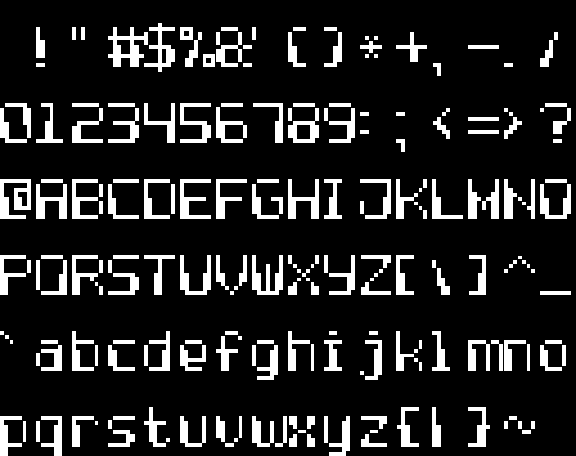 ! " #$%&' ( ) * + , - . /
0123456789: ; < = > ?
@ABCDEFGHIJKLMNO
PQRSTUVWXYZ[ \ ] ^ _
` abcdefghijklmno
pqrstuvwxyz{ | } ~